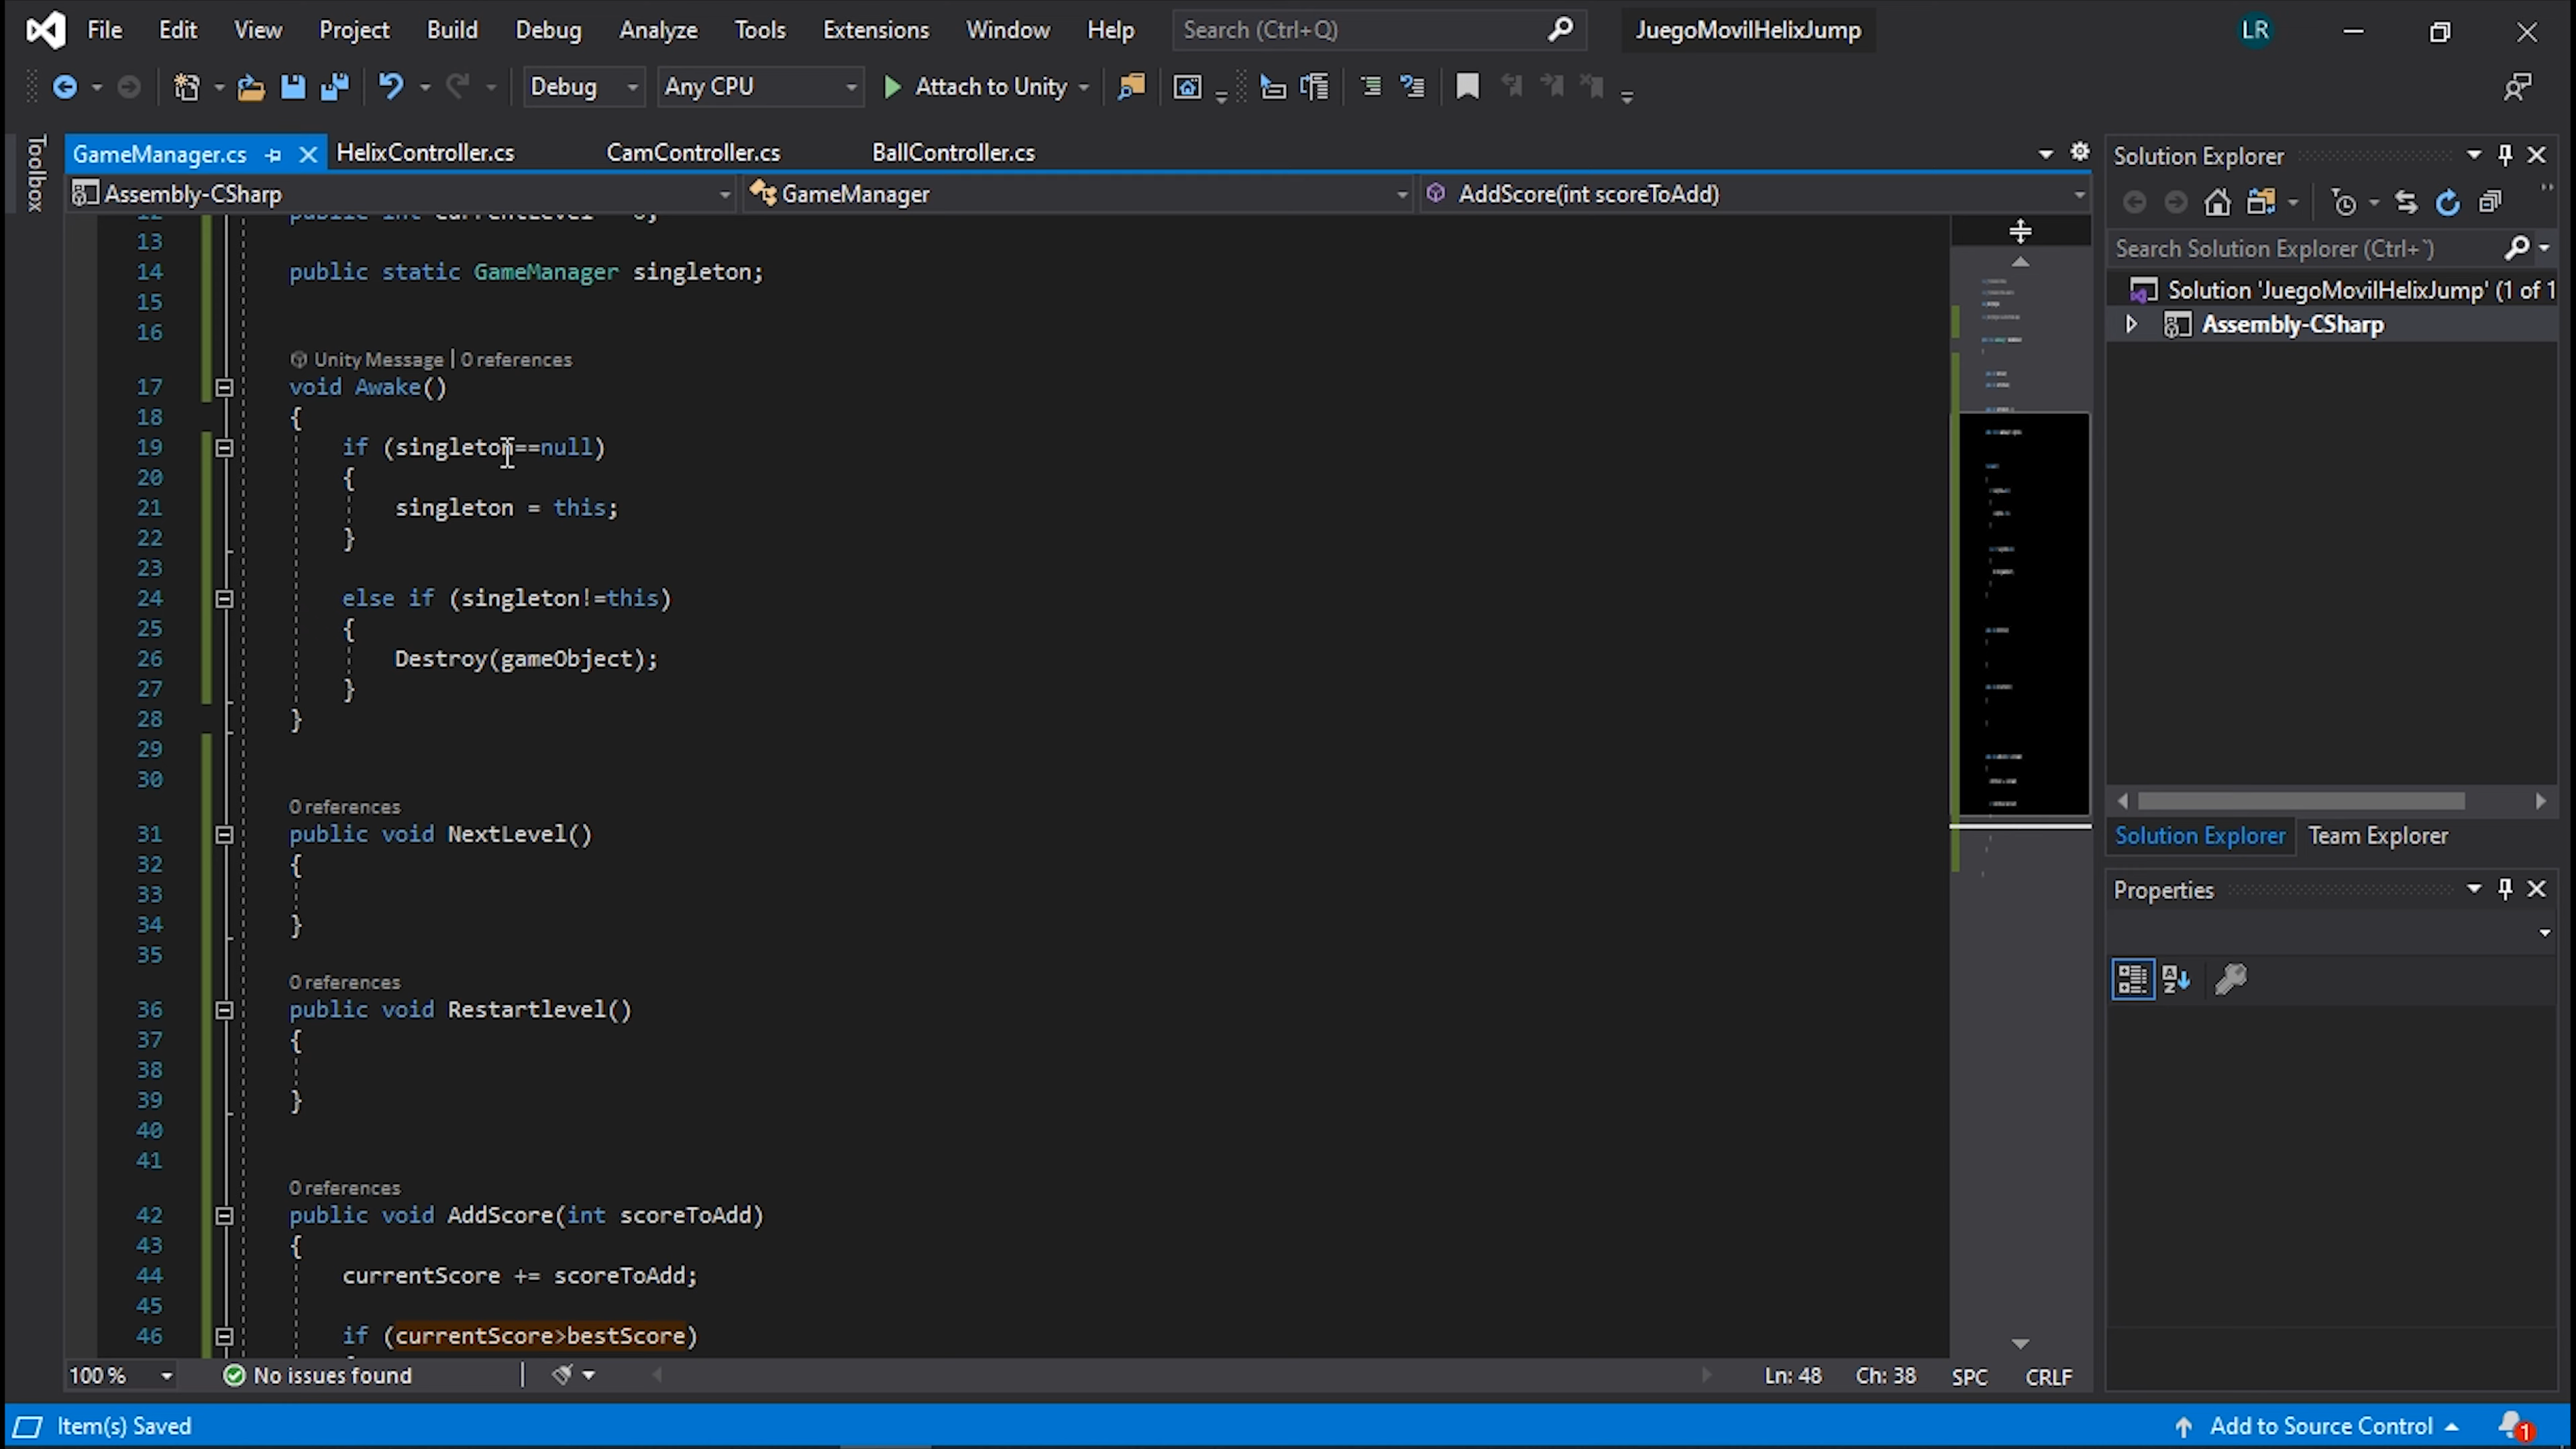 File Edit View Project Build Debug Analyze Tools Extensions Window Help Search (Ctrl+Q) JuegoMovilHelixJump LR
Debug Any CPU Attach to Unity
Toolbox
GameManager.cs HelixController.cs CamController.cs BallController.cs
Assembly-CSharp GameManager AddScore(int scoreToAdd)
13
14 public static GameManager singleton;
15
16
Unity Message | 0 references
17 void Awake()
18 {
19 if (singleton==null)
20 {
21 singleton = this;
22 }
23
24 else if (singleton!=this)
25 {
26 Destroy(gameObject);
27 }
28 }
29
30
0 references
31 public void NextLevel()
32 {
33
34 }
35
0 references
36 public void Restartlevel()
37 {
38
39 }
40
41
0 references
42 public void AddScore(int scoreToAdd)
43 {
44 currentScore += scoreToAdd;
45
46 if (currentScore>bestScore)
100 % No issues found Ln: 48 Ch: 38 SPC CRLF
Item(s) Saved Add to Source Control 1
Solution Explorer
Search Solution Explorer (Ctrl+`)
Solution 'JuegoMovilHelixJump' (1 of 1
Assembly-CSharp
Solution Explorer Team Explorer
Properties